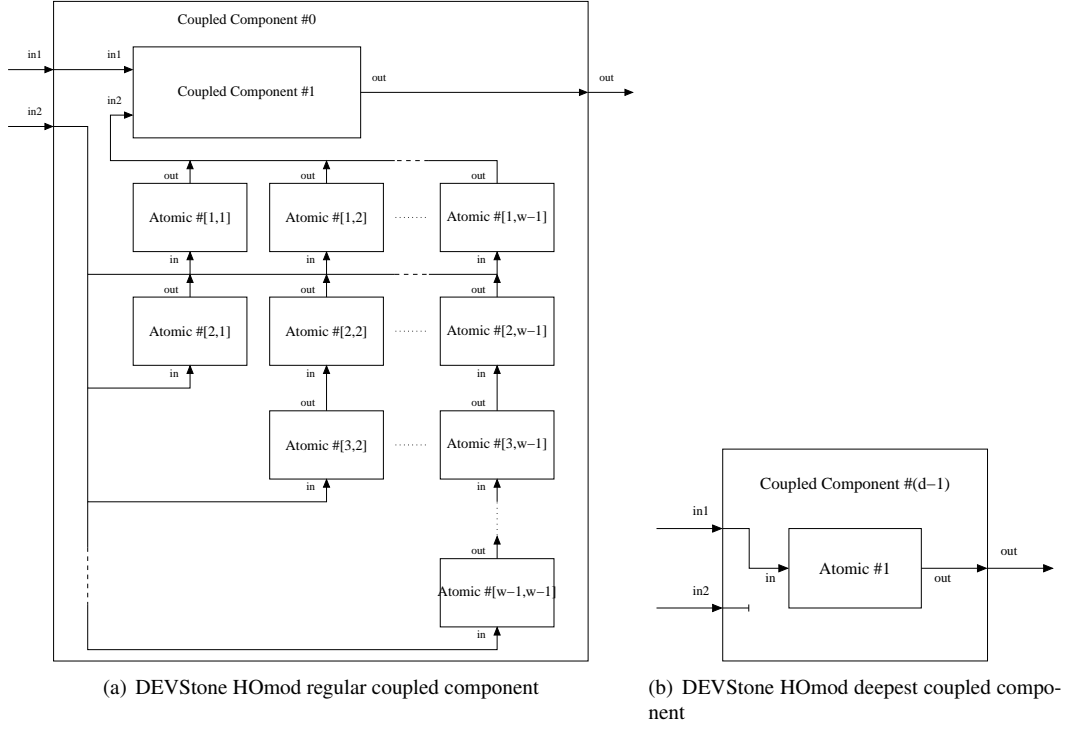 Coupled Component #0
in1
in1
Coupled Component #1
out
out
in2
in2
out
out
out
Atomic #[1,1]
Atomic #[1,2]
Atomic #[1,w−1]
in
in
in
out
out
out
Atomic #[2,1]
Atomic #[2,2]
Atomic #[2,w−1]
in
in
in
out
out
Atomic #[3,2]
Atomic #[3,w−1]
in
in
out
Atomic #[w−1,w−1]
in
(a) DEVStone HOmod regular coupled component
Coupled Component #(d−1)
in1
in
Atomic #1
out
out
in2
(b) DEVStone HOmod deepest coupled compo-
nent